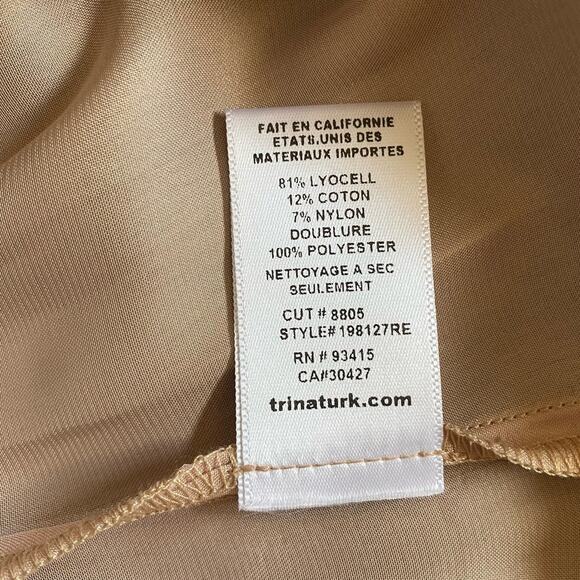 FAIT EN CALIFORNIE
ETATS.UNIS DES
MATERIAUX IMPORTES
81% LYOCELL
12% COTON
7% NYLON
DOUBLURE
100% POLYESTER
NETTOYAGE A SEC
SEULEMENT
CUT # 8805
STYLE# 198127RE
RN # 93415
CA#30427
trinaturk.com